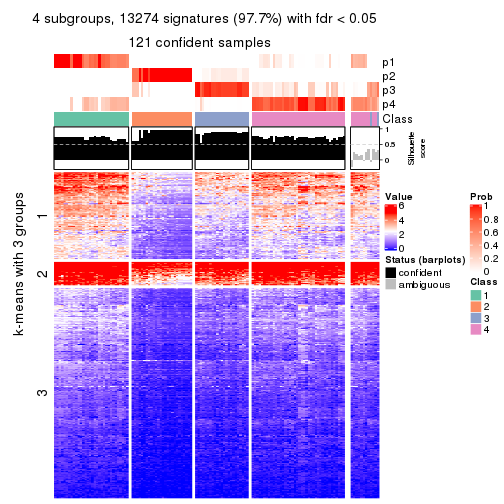 4 subgroups, 13274 signatures (97.7%) with fdr < 0.05
121 confident samples
p1
p2
p3
p4
Class
1
0.5
0
Silhouette
score
k-means with 3 groups
1
2
3
Value
6
4
2
0
Status (barplots)
confident
ambiguous
Prob
1
0.8
0.6
0.4
0.2
0
Class
1
2
3
4